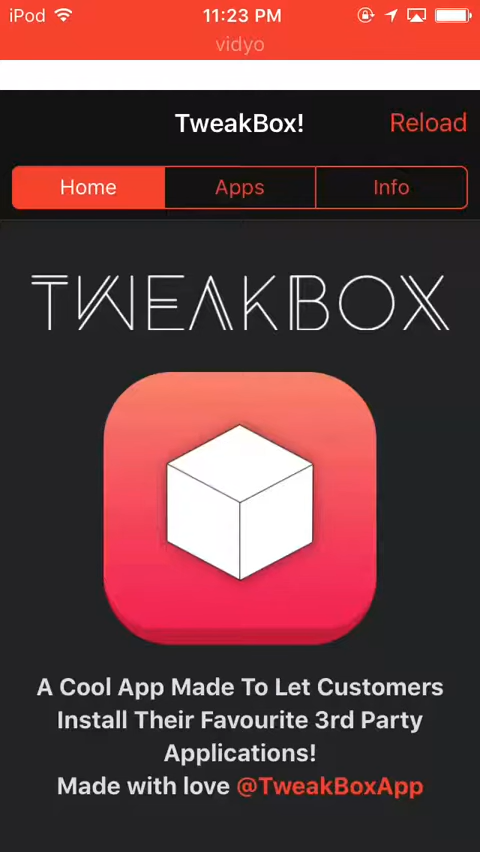 iPod 11:23 PM
vidyo
TweakBox! Reload
Home Apps Info
TWEAKBOX
A Cool App Made To Let Customers
Install Their Favourite 3rd Party
Applications!
Made with love @TweakBoxApp